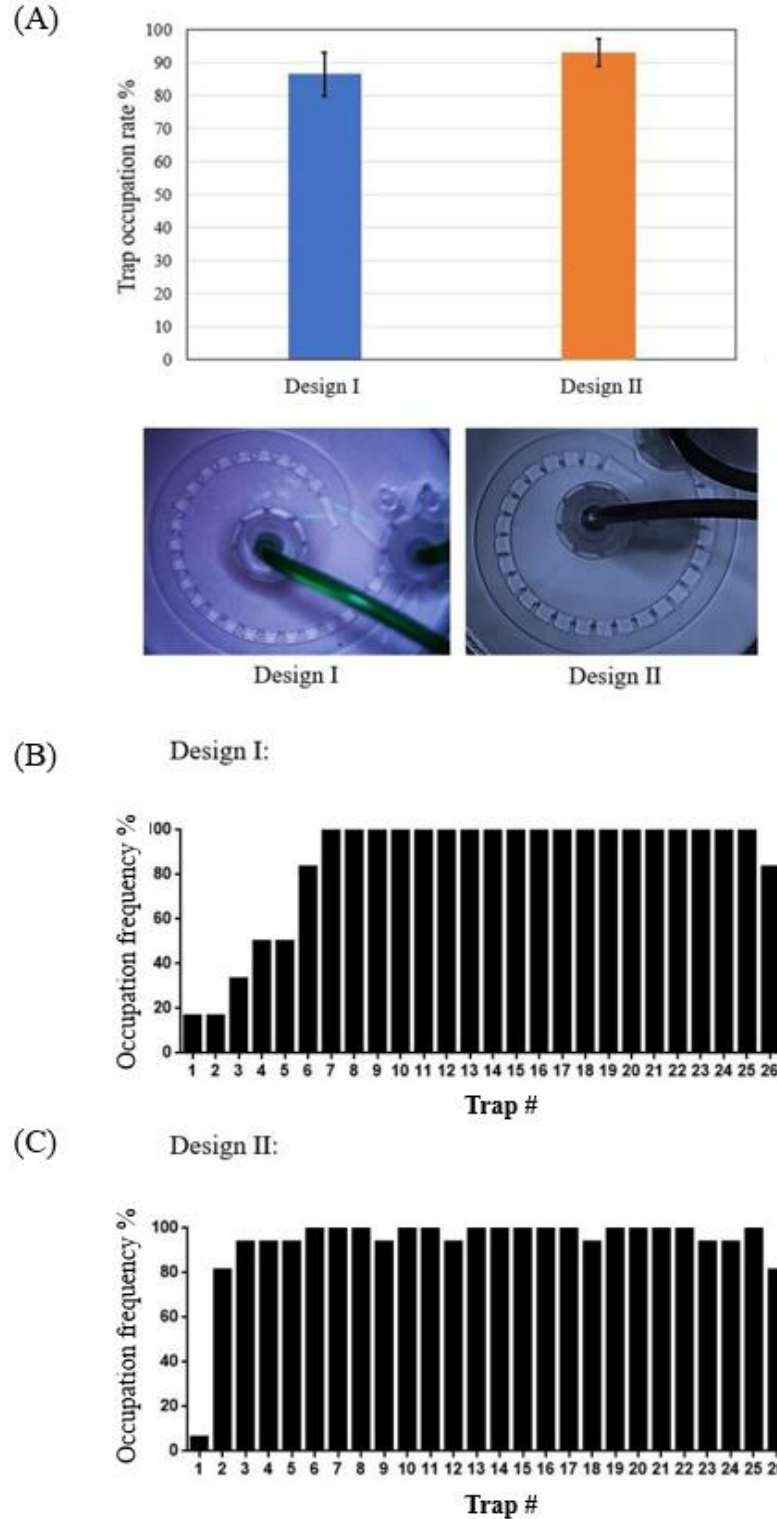 (A)
Trap occupation rate %
100
90
80
70
60
50
40
30
20
10
0
Design I Design II
Design I Design II
(B) Design I:
Occupation frequency %
100
80
60
40
20
0
1 2 3 4 5 6 7 8 9 10 11 12 13 14 15 16 17 18 19 20 21 22 23 24 25 26
Trap #
(C) Design II:
Occupation frequency %
100
80
60
40
20
0
1 2 3 4 5 6 7 8 9 10 11 12 13 14 15 16 17 18 19 20 21 22 23 24 25
Trap #